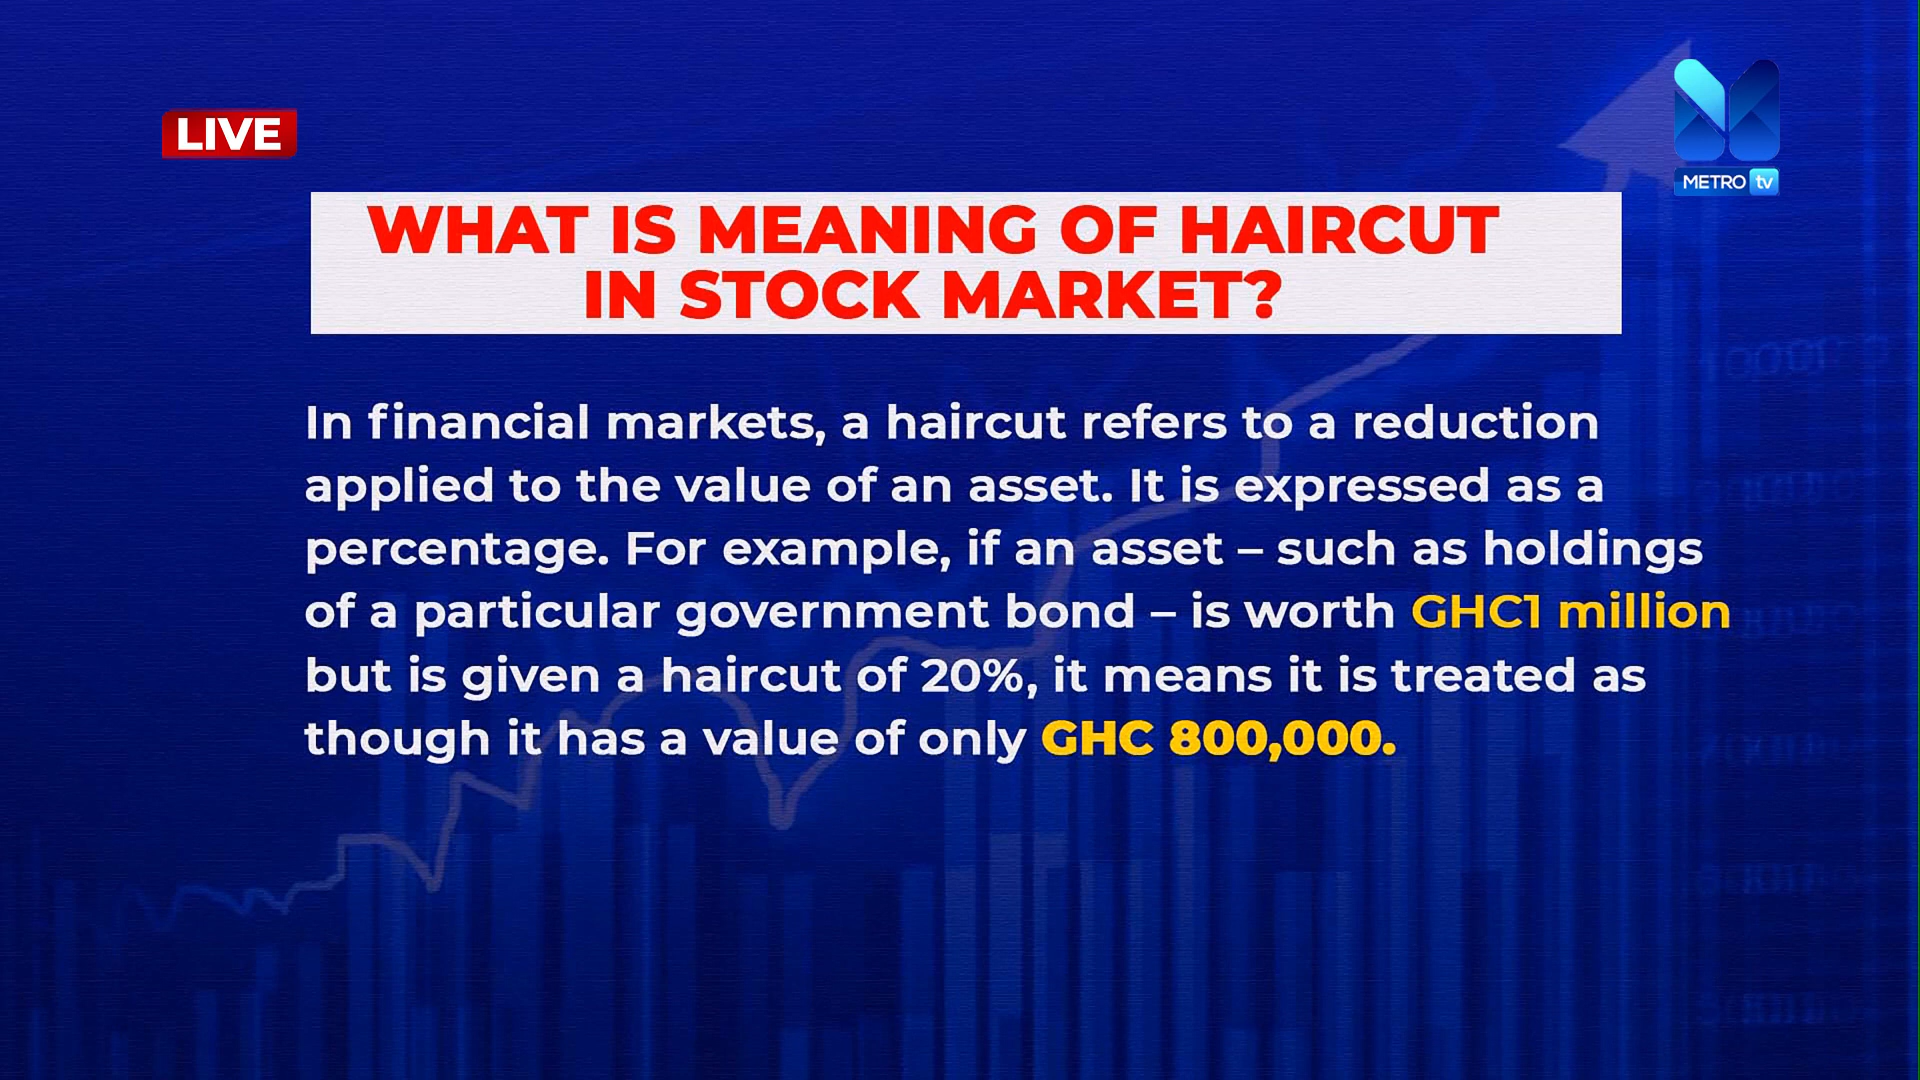 LIVE
METRO tv
WHAT IS MEANING OF HAIRCUT
IN STOCK MARKET?
In financial markets, a haircut refers to a reduction
applied to the value of an asset. It is expressed as a
percentage. For example, if an asset – such as holdings
of a particular government bond – is worth GHC1 million
but is given a haircut of 20%, it means it is treated as
though it has a value of only GHC 800,000.